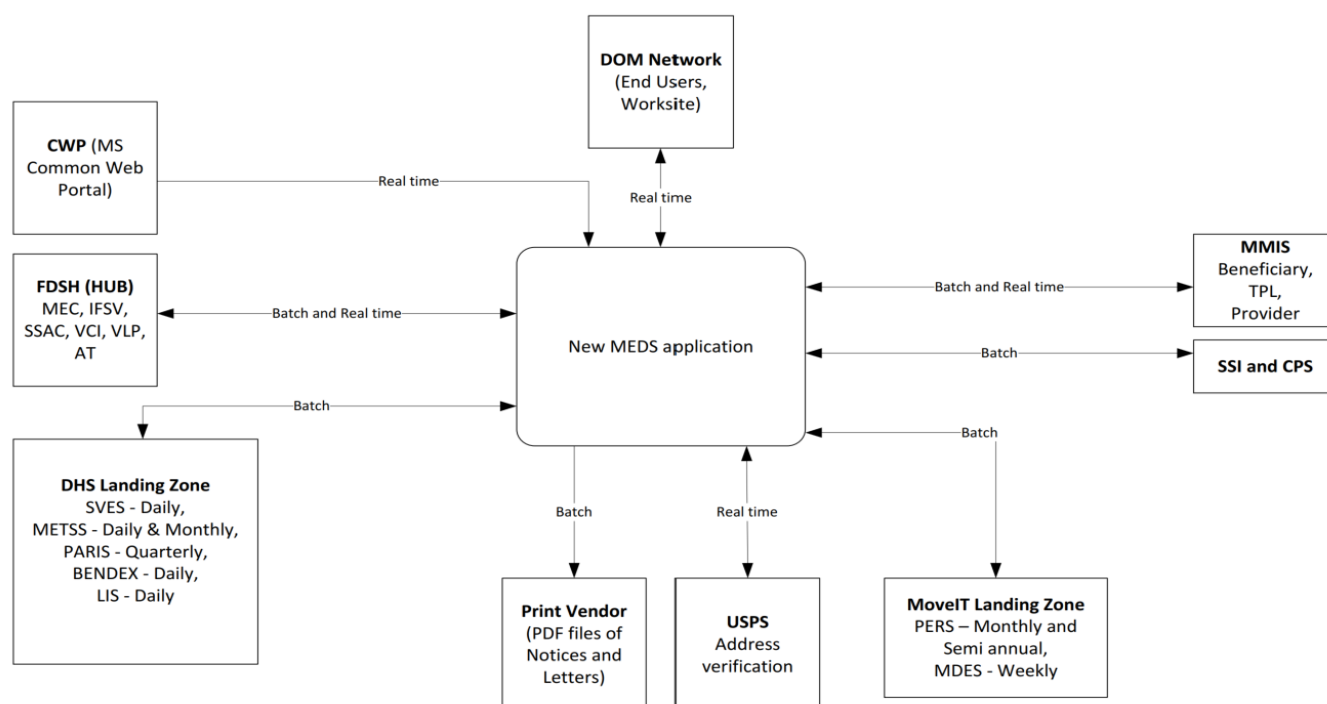 DOM Network
(End Users,
Worksite)
CWP (MS
Common Web
Portal)
Real time
Real time
FDSH (HUB)
MEC, IFSV,
SSAC, VCI, VLP,
AT
Batch and Real time
New MEDS application
Batch and Real time
MMIS
Beneficiary,
TPL,
Provider
Batch
SSI and CPS
Batch
DHS Landing Zone
SVES - Daily,
METSS - Daily & Monthly,
PARIS - Quarterly,
BENDEX - Daily,
LIS - Daily
Batch
Print Vendor
(PDF files of
Notices and
Letters)
Real time
USPS
Address
verification
Batch
MoveIT Landing Zone
PERS – Monthly and
Semi annual,
MDES - Weekly